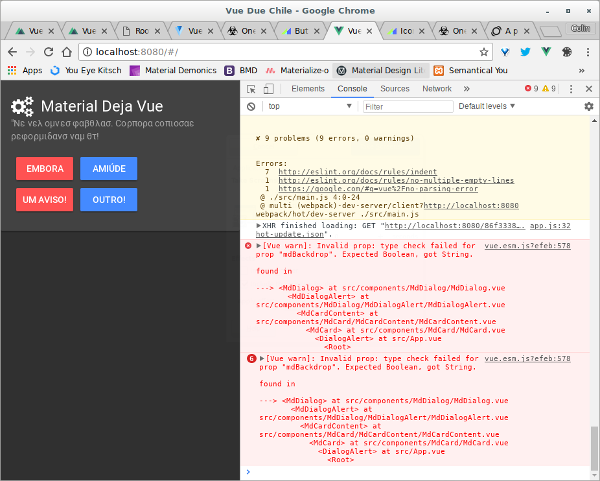 Vue Due Chile - Google Chrome
Vue
Vue
Roo
Vue
One
But
Vue
Ico
One
A p
Colin
localhost:8080/#/
Apps
You Eye Kitsch
Material Demonics
BMD
Materialize-o
Material Design Lit
Semantical You
»
Elements
Console
Sources
Network
»
9
9
top
Filter
Default levels
Material Deja Vue
"Νε νελ ομνεσ φαβθλασ. Σορπορα σοπιοσαε
ρεφορμιδανσ ναμ θτ!
EMBORA
AMIÚDE
UM AVISO!
OUTRO!
✘ 9 problems (9 errors, 0 warnings)
Errors:
7 http://eslint.org/docs/rules/indent
1 http://eslint.org/docs/rules/no-multiple-empty-lines
1 https://google.com/#q=vue%2Fno-parsing-error
@ ./src/main.js 4:0-24
@ multi (webpack)-dev-server/client?http://localhost:8080
webpack/hot/dev-server ./src/main.js
XHR finished loading: GET "http://localhost:8080/86f3338… app.js:32
hot-update.json".
[Vue warn]: Invalid prop: type check failed for vue.esm.js?efeb:578
prop "mdBackdrop". Expected Boolean, got String.
found in
---> <MdDialog> at src/components/MdDialog/MdDialog.vue
<MdDialogAlert> at
src/components/MdDialog/MdDialogAlert/MdDialogAlert.vue
<MdCardContent> at
src/components/MdCard/MdCardContent/MdCardContent.vue
<MdCard> at src/components/MdCard/MdCard.vue
<DialogAlert> at src/App.vue
<Root>
6 [Vue warn]: Invalid prop: type check failed for vue.esm.js?efeb:578
prop "mdBackdrop". Expected Boolean, got String.
found in
---> <MdDialog> at src/components/MdDialog/MdDialog.vue
<MdDialogAlert> at
src/components/MdDialog/MdDialogAlert/MdDialogAlert.vue
<MdCardContent> at
src/components/MdCard/MdCardContent/MdCardContent.vue
<MdCard> at src/components/MdCard/MdCard.vue
<DialogAlert> at src/App.vue
<Root>